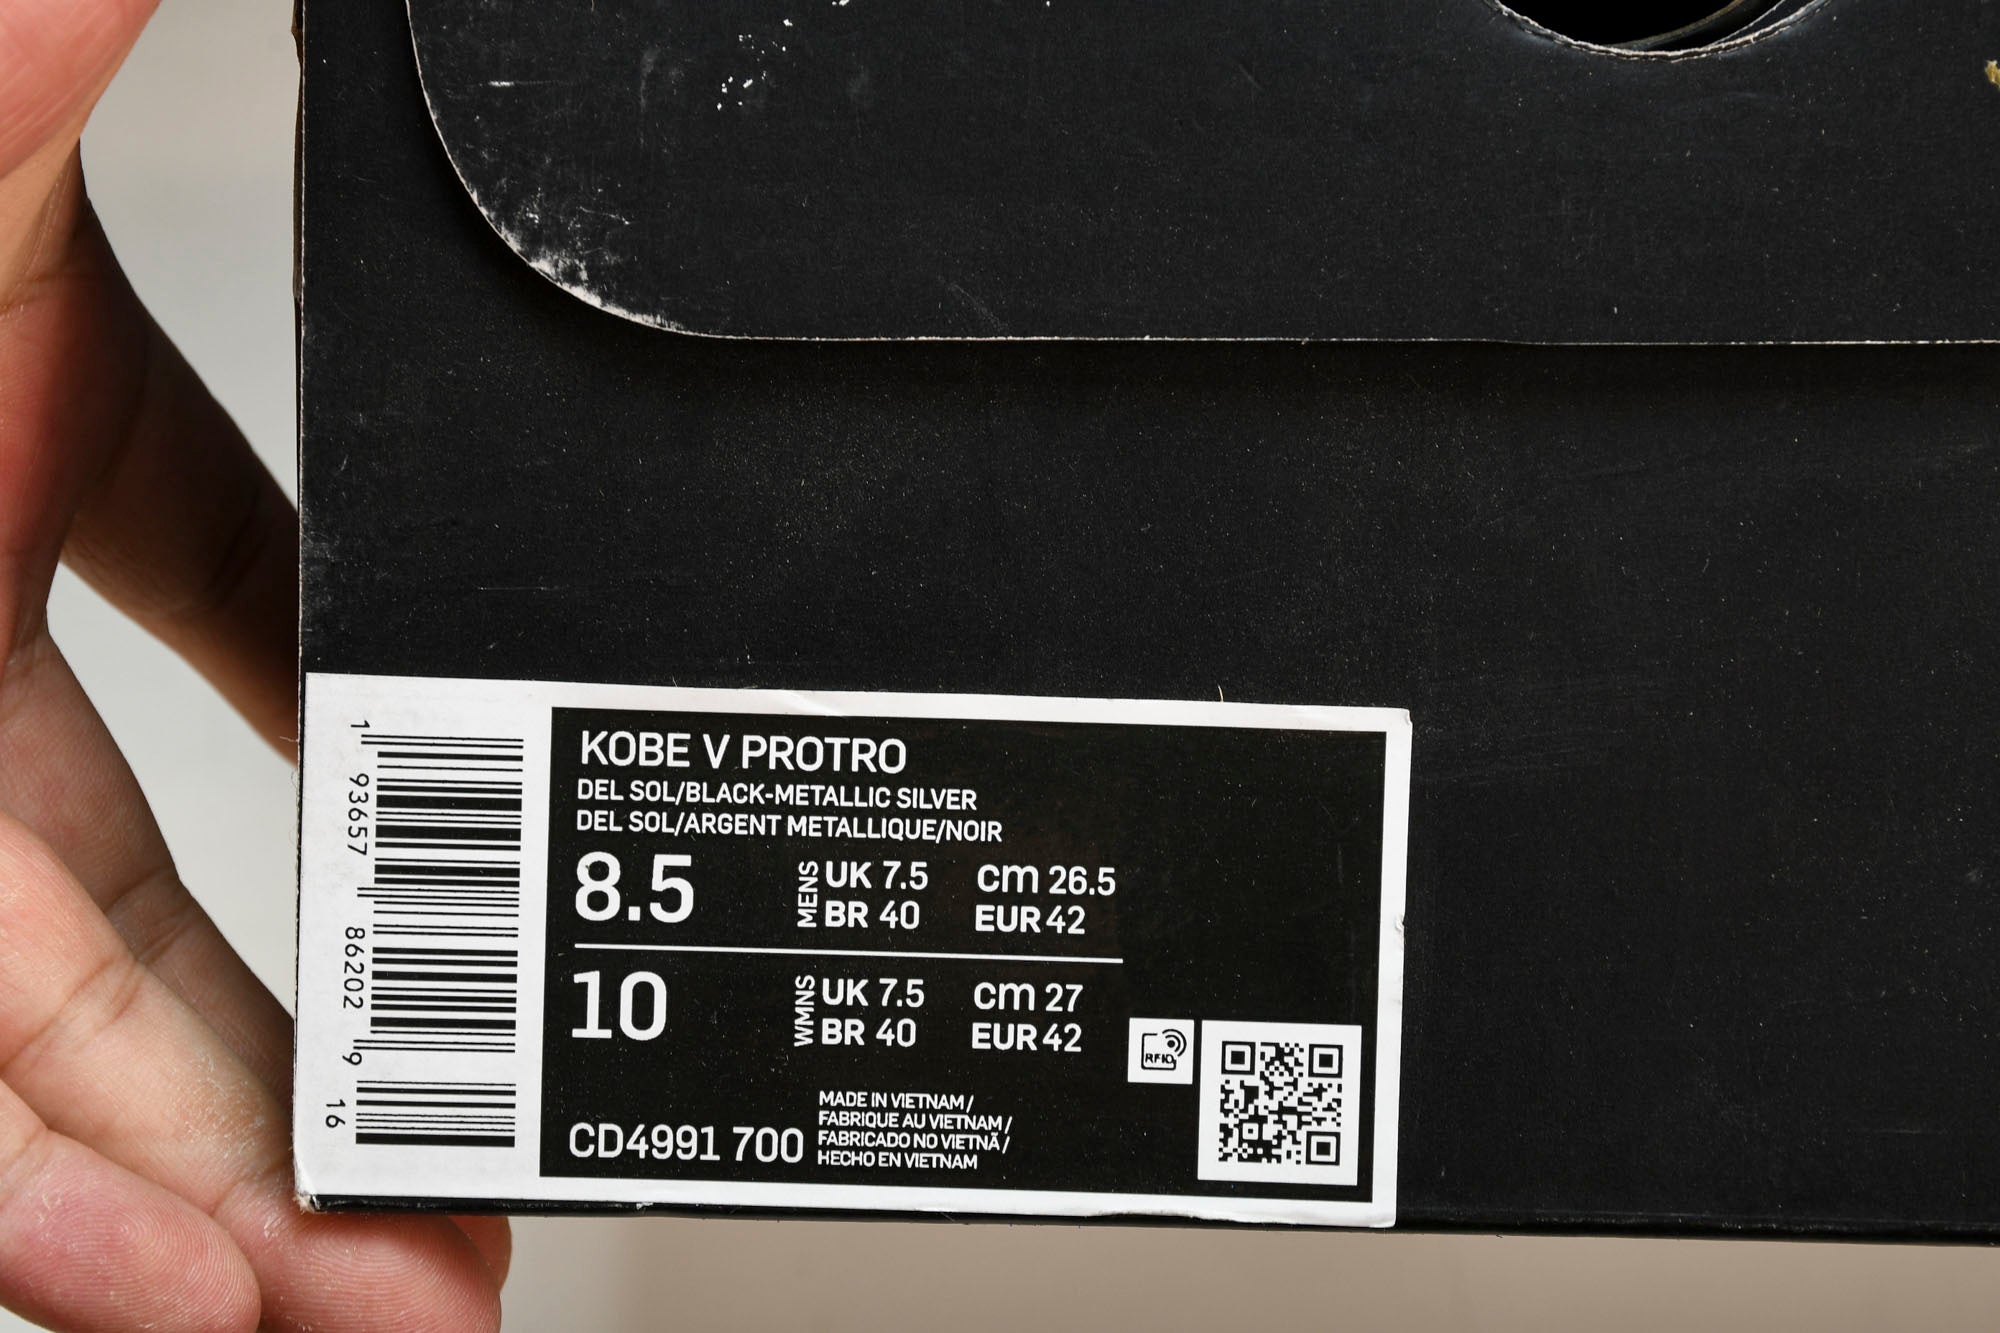 KOBE V PROTRO
DEL SOL/BLACK-METALLIC SILVER
DEL SOL/ARGENT METALLIQUE/NOIR
8.5 MENS UK 7.5 cm 26.5
BR 40 EUR 42
10 WMNS UK 7.5 cm 27
BR 40 EUR 42
RFID
CD4991 700
MADE IN VIETNAM /
FABRIQUE AU VIETNAM /
FABRICADO NO VIETNÃ /
HECHO EN VIETNAM
1 93657 86202 9 16